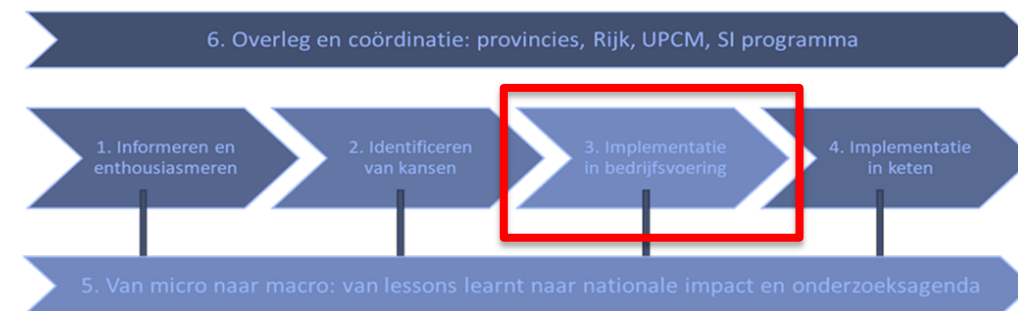 6. Overleg en coördinatie: provincies, Rijk, UPCM, SI programma
1. Informeren en
enthousiasmeren
2. Identificeren
van kansen
3. Implementatie
in bedrijfsvoering
4. Implementatie
in keten
5. Van micro naar macro: van lessons learnt naar nationale impact en onderzoeksagenda